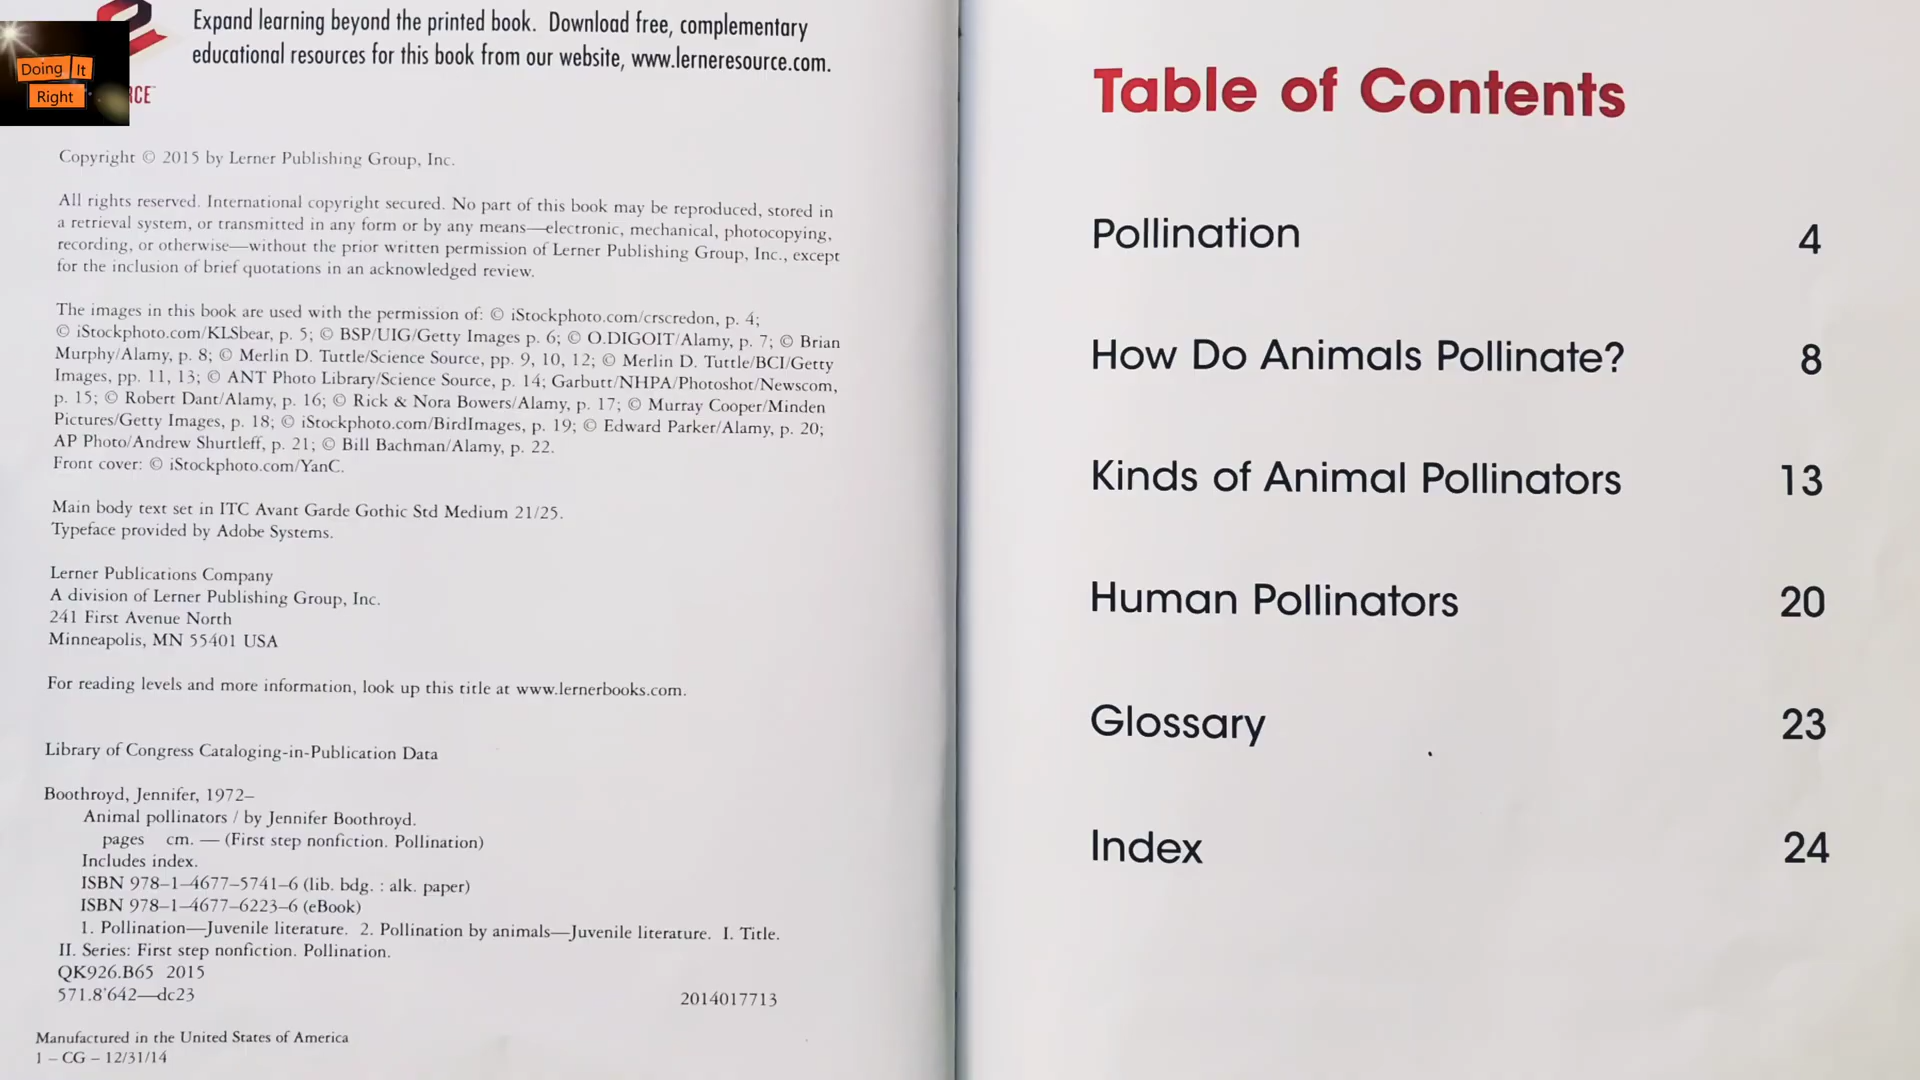 Expand learning beyond the printed book. Download free, complementary
educational resources for this book from our website, www.lerneresource.com.
Doing It
Right
RCE™
Copyright © 2015 by Lerner Publishing Group, Inc.
All rights reserved. International copyright secured. No part of this book may be reproduced, stored in
a retrieval system, or transmitted in any form or by any means—electronic, mechanical, photocopying,
recording, or otherwise—without the prior written permission of Lerner Publishing Group, Inc., except
for the inclusion of brief quotations in an acknowledged review.
The images in this book are used with the permission of: © iStockphoto.com/crscredon, p. 4;
© iStockphoto.com/KLSbear, p. 5; © BSP/UIG/Getty Images p. 6; © O.DIGOIT/Alamy, p. 7; © Brian
Murphy/Alamy, p. 8; © Merlin D. Tuttle/Science Source, pp. 9, 10, 12; © Merlin D. Tuttle/BCI/Getty
Images, pp. 11, 13; © ANT Photo Library/Science Source, p. 14; Garbutt/NHPA/Photoshot/Newscom,
p. 15; © Robert Dant/Alamy, p. 16; © Rick & Nora Bowers/Alamy, p. 17; © Murray Cooper/Minden
Pictures/Getty Images, p. 18; © iStockphoto.com/BirdImages, p. 19; © Edward Parker/Alamy, p. 20;
AP Photo/Andrew Shurtleff, p. 21; © Bill Bachman/Alamy, p. 22.
Front cover: © iStockphoto.com/YanC.
Main body text set in ITC Avant Garde Gothic Std Medium 21/25.
Typeface provided by Adobe Systems.
Lerner Publications Company
A division of Lerner Publishing Group, Inc.
241 First Avenue North
Minneapolis, MN 55401 USA
For reading levels and more information, look up this title at www.lernerbooks.com.
Library of Congress Cataloging-in-Publication Data
Boothroyd, Jennifer, 1972–
Animal pollinators / by Jennifer Boothroyd.
pages cm. — (First step nonfiction. Pollination)
Includes index.
ISBN 978–1–4677–5741–6 (lib. bdg. : alk. paper)
ISBN 978–1–4677–6223–6 (eBook)
1. Pollination—Juvenile literature. 2. Pollination by animals—Juvenile literature. I. Title.
II. Series: First step nonfiction. Pollination.
QK926.B65 2015
571.8'642—dc23 2014017713
Manufactured in the United States of America
1 – CG – 12/31/14
Table of Contents
Pollination 4
How Do Animals Pollinate? 8
Kinds of Animal Pollinators 13
Human Pollinators 20
Glossary 23
Index 24